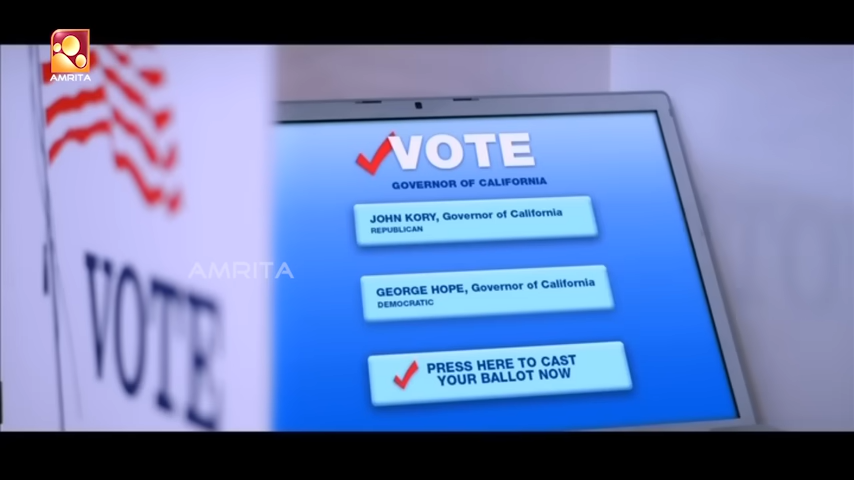 AMRITA
VOTE
GOVERNOR OF CALIFORNIA
JOHN KORY, Governor of California
REPUBLICAN
AMRITA
GEORGE HOPE, Governor of California
DEMOCRATIC
VOTE
PRESS HERE TO CAST
YOUR BALLOT NOW